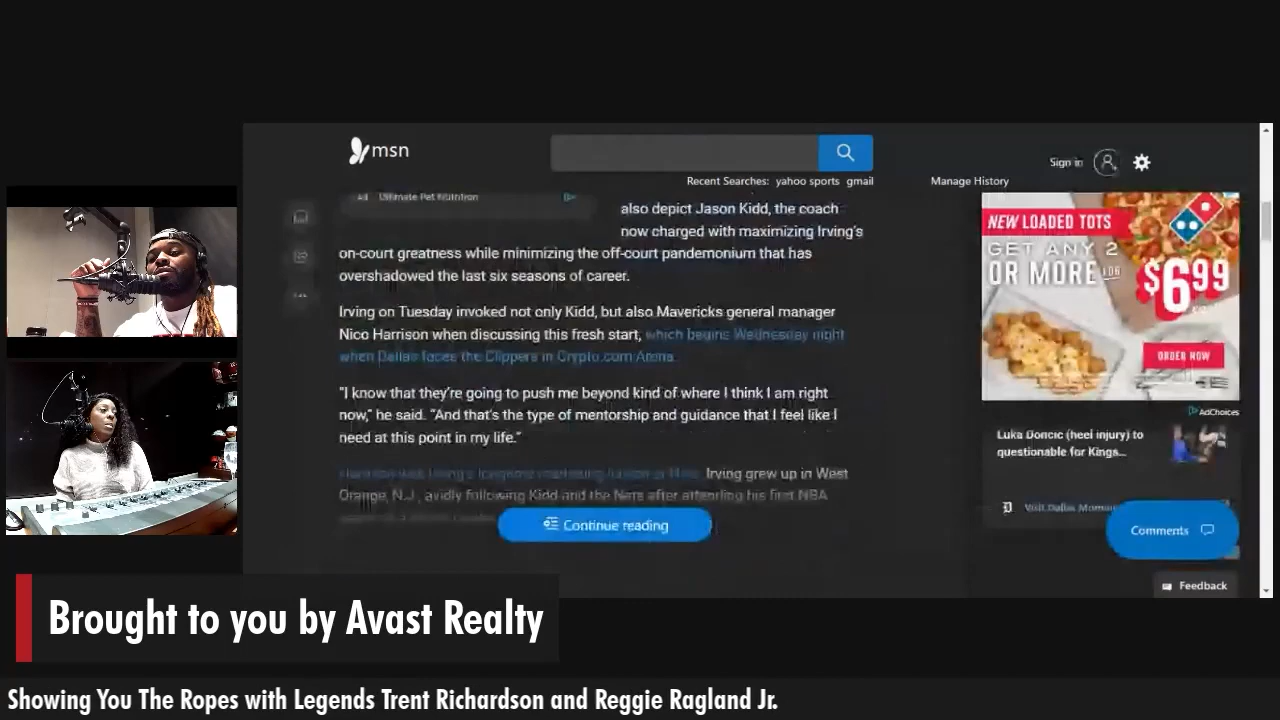 msn
Sign in
Recent Searches: yahoo sports gmail
Manage History
Ad Ultimate Pet Nutrition
also depict Jason Kidd, the coach
now charged with maximizing Irving's
on-court greatness while minimizing the off-court pandemonium that has
overshadowed the last six seasons of career.
Irving on Tuesday invoked not only Kidd, but also Mavericks general manager
Nico Harrison when discussing this fresh start, which begins Wednesday night
when Dallas faces the Clippers in Crypto.com Arena.
"I know that they're going to push me beyond kind of where I think I am right
now," he said. "And that's the type of mentorship and guidance that I feel like I
need at this point in my life."
Irving grew up in West
Orange, N.J., avidly following Kidd and the Nets after attending his first NBA
Continue reading
NEW LOADED TOTS
GET ANY 2
OR MORE FOR
$6.99
ORDER NOW
AdChoices
Luka Doncic (heel injury) to
questionable for Kings...
Visit Dallas
Comments
Feedback
Brought to you by Avast Realty
Showing You The Ropes with Legends Trent Richardson and Reggie Ragland Jr.